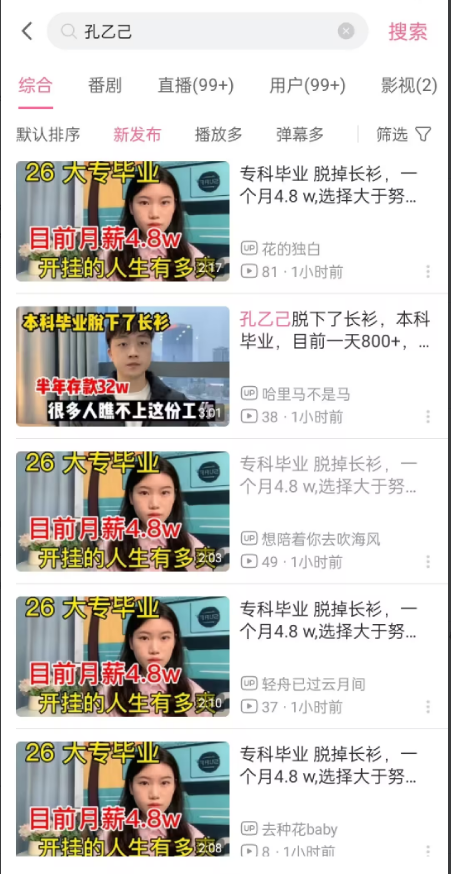 孔乙己
搜索
综合 番剧 直播(99+) 用户(99+) 影视(2)
默认排序 新发布 播放多 弹幕多 筛选
26 大专毕业
目前月薪4.8w
开挂的人生有多爽
2:17
专科毕业 脱掉长衫，一
个月4.8 w,选择大于努...
UP 花的独白
81 · 1小时前
本科毕业脱下了长衫
半年存款32w
很多人瞧不上这份工
3:01
孔乙己脱下了长衫，本科
毕业，目前一天800+，...
UP 哈里马不是马
38 · 1小时前
26 大专毕业
目前月薪4.8w
开挂的人生有多爽
2:03
专科毕业 脱掉长衫，一
个月4.8 w,选择大于努...
UP 想陪着你去吹海风
49 · 1小时前
26 大专毕业
目前月薪4.8w
开挂的人生有多爽
2:10
专科毕业 脱掉长衫，一
个月4.8 w,选择大于努...
UP 轻舟已过云月间
37 · 1小时前
26 大专毕业
目前月薪4.8w
开挂的人生有多爽
2:08
专科毕业 脱掉长衫，一
个月4.8 w,选择大于努...
UP 去种花baby
8 · 1小时前